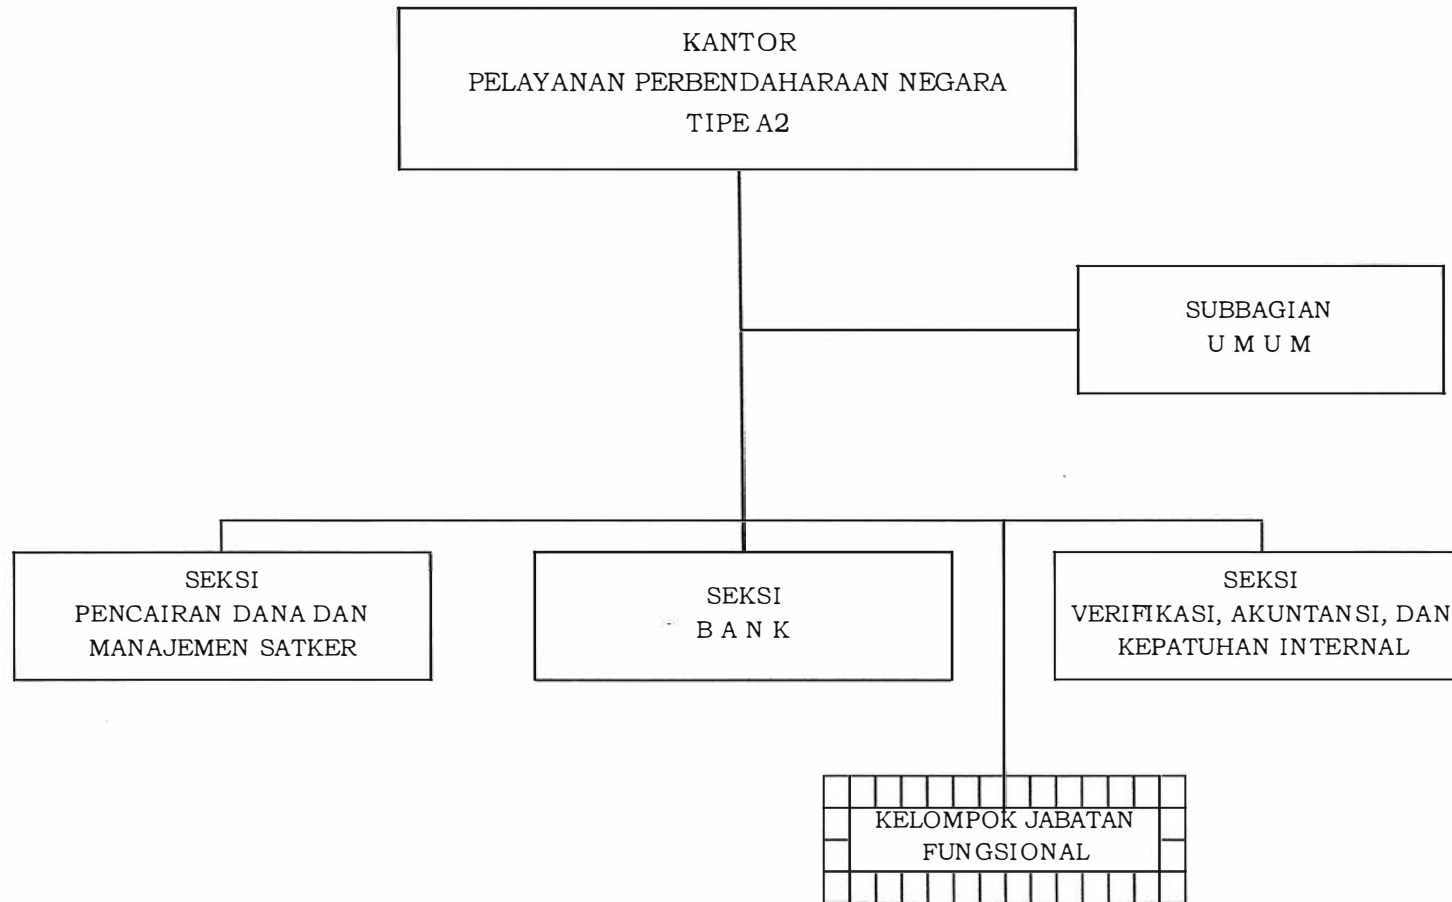 KANTOR
PELAYANAN PERBENDAHARAAN NEGARA
TIPE A2
SUBBAGIAN
U M U M
SEKSI
PENCAIRAN DANA DAN
MANAJEMEN SATKER
SEKSI
B A N K
SEKSI
VERIFIKASI, AKUNTANSI, DAN
KEPATUHAN INTERNAL
KELOMPOK JABATAN
FUNGSIONAL